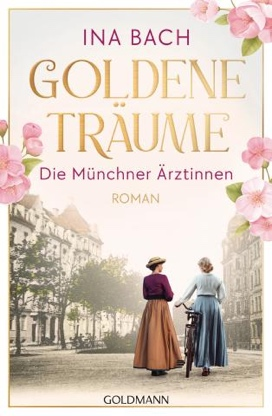 INA BACH
GOLDENE
TRÄUME
Die Münchner Ärztinnen
ROMAN
GOLDMANN